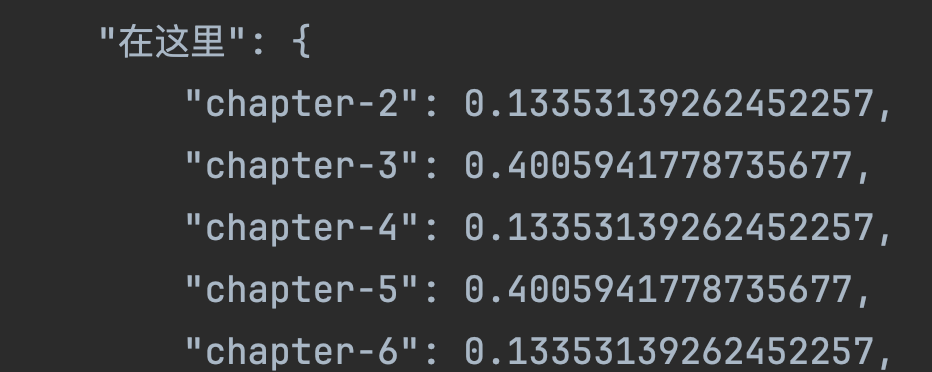 "在这里": {
"chapter-2": 0.13353139262452257,
"chapter-3": 0.4005941778735677,
"chapter-4": 0.13353139262452257,
"chapter-5": 0.4005941778735677,
"chapter-6": 0.13353139262452257,